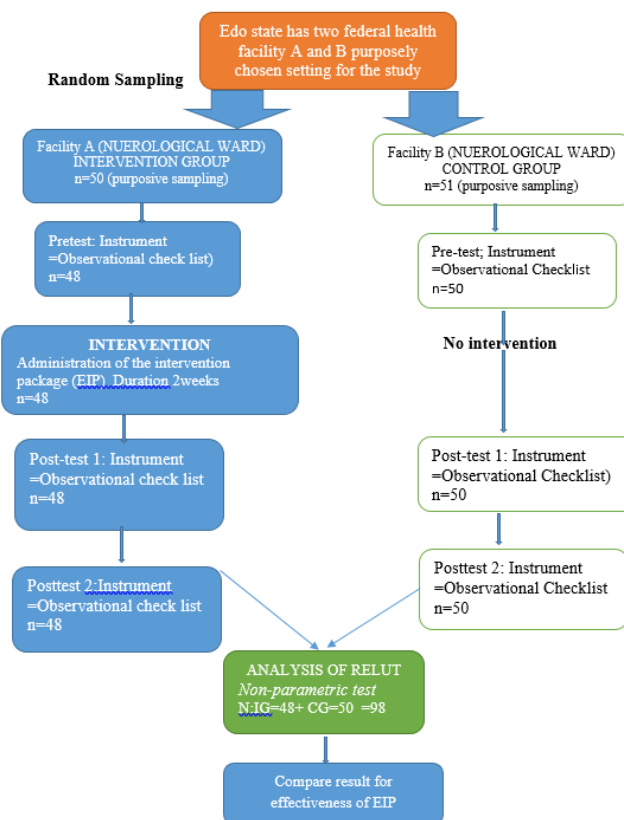 Edo state has two federal health
facility A and B purposely
chosen setting for the study
Random Sampling
Facility A (NUEROLOGICAL WARD)
INTERVENTION GROUP
n=50 (purposive sampling)
Facility B (NUEROLOGICAL WARD)
CONTROL GROUP
n=51 (purposive sampling)
Pretest: Instrument
=Observational check list)
n=48
Pre-test; Instrument
=Observational Checklist
n=50
INTERVENTION
Administration of the intervention
package (EIP) Duration 2weeks
n=48
No intervention
Post-test 1: Instrument
=Observational check list
n=48
Post-test 1: Instrument
=Observational Checklist)
n=50
Posttest 2:Instrument
=Observational check list
n=48
Posttest 2: Instrument
=Observational Checklist
n=50
ANALYSIS OF RELUT
Non-parametric test
N:IG=48+ CG=50 =98
Compare result for
effectiveness of EIP